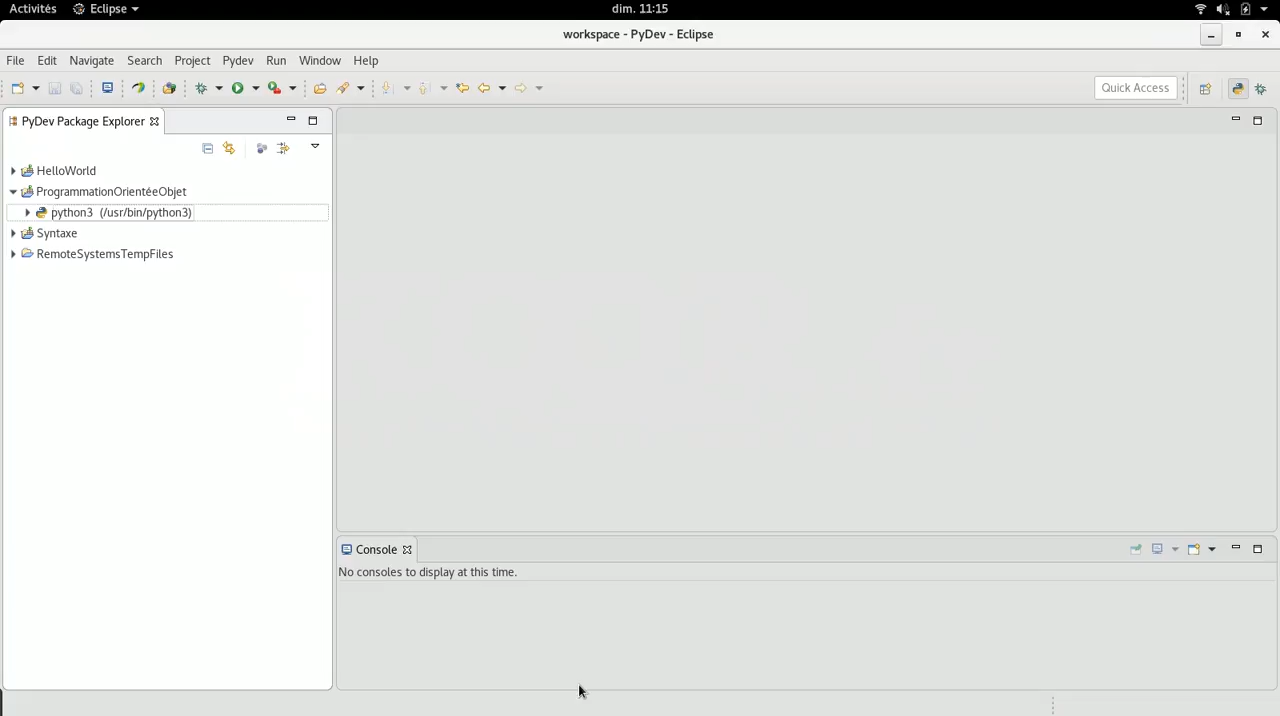 Activités Eclipse dim. 11:15
workspace - PyDev - Eclipse
File Edit Navigate Search Project Pydev Run Window Help
Quick Access
PyDev Package Explorer
HelloWorld
ProgrammationOrientéeObjet
python3 (/usr/bin/python3)
Syntaxe
RemoteSystemsTempFiles
Console
No consoles to display at this time.